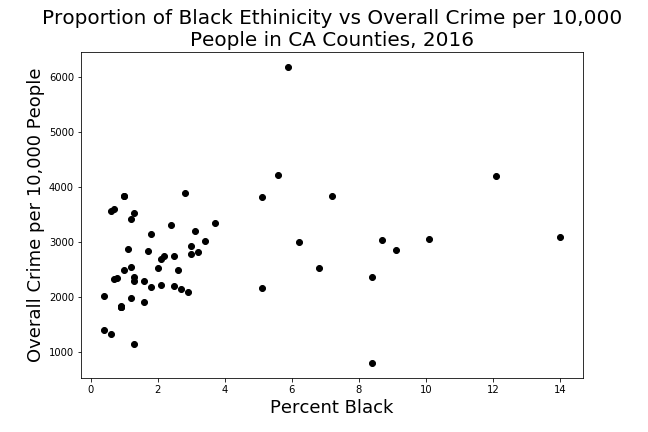 Proportion of Black Ethinicity vs Overall Crime per 10,000
People in CA Counties, 2016
Overall Crime per 10,000 People
6000
5000
4000
3000
2000
1000
0 2 4 6 8 10 12 14
Percent Black